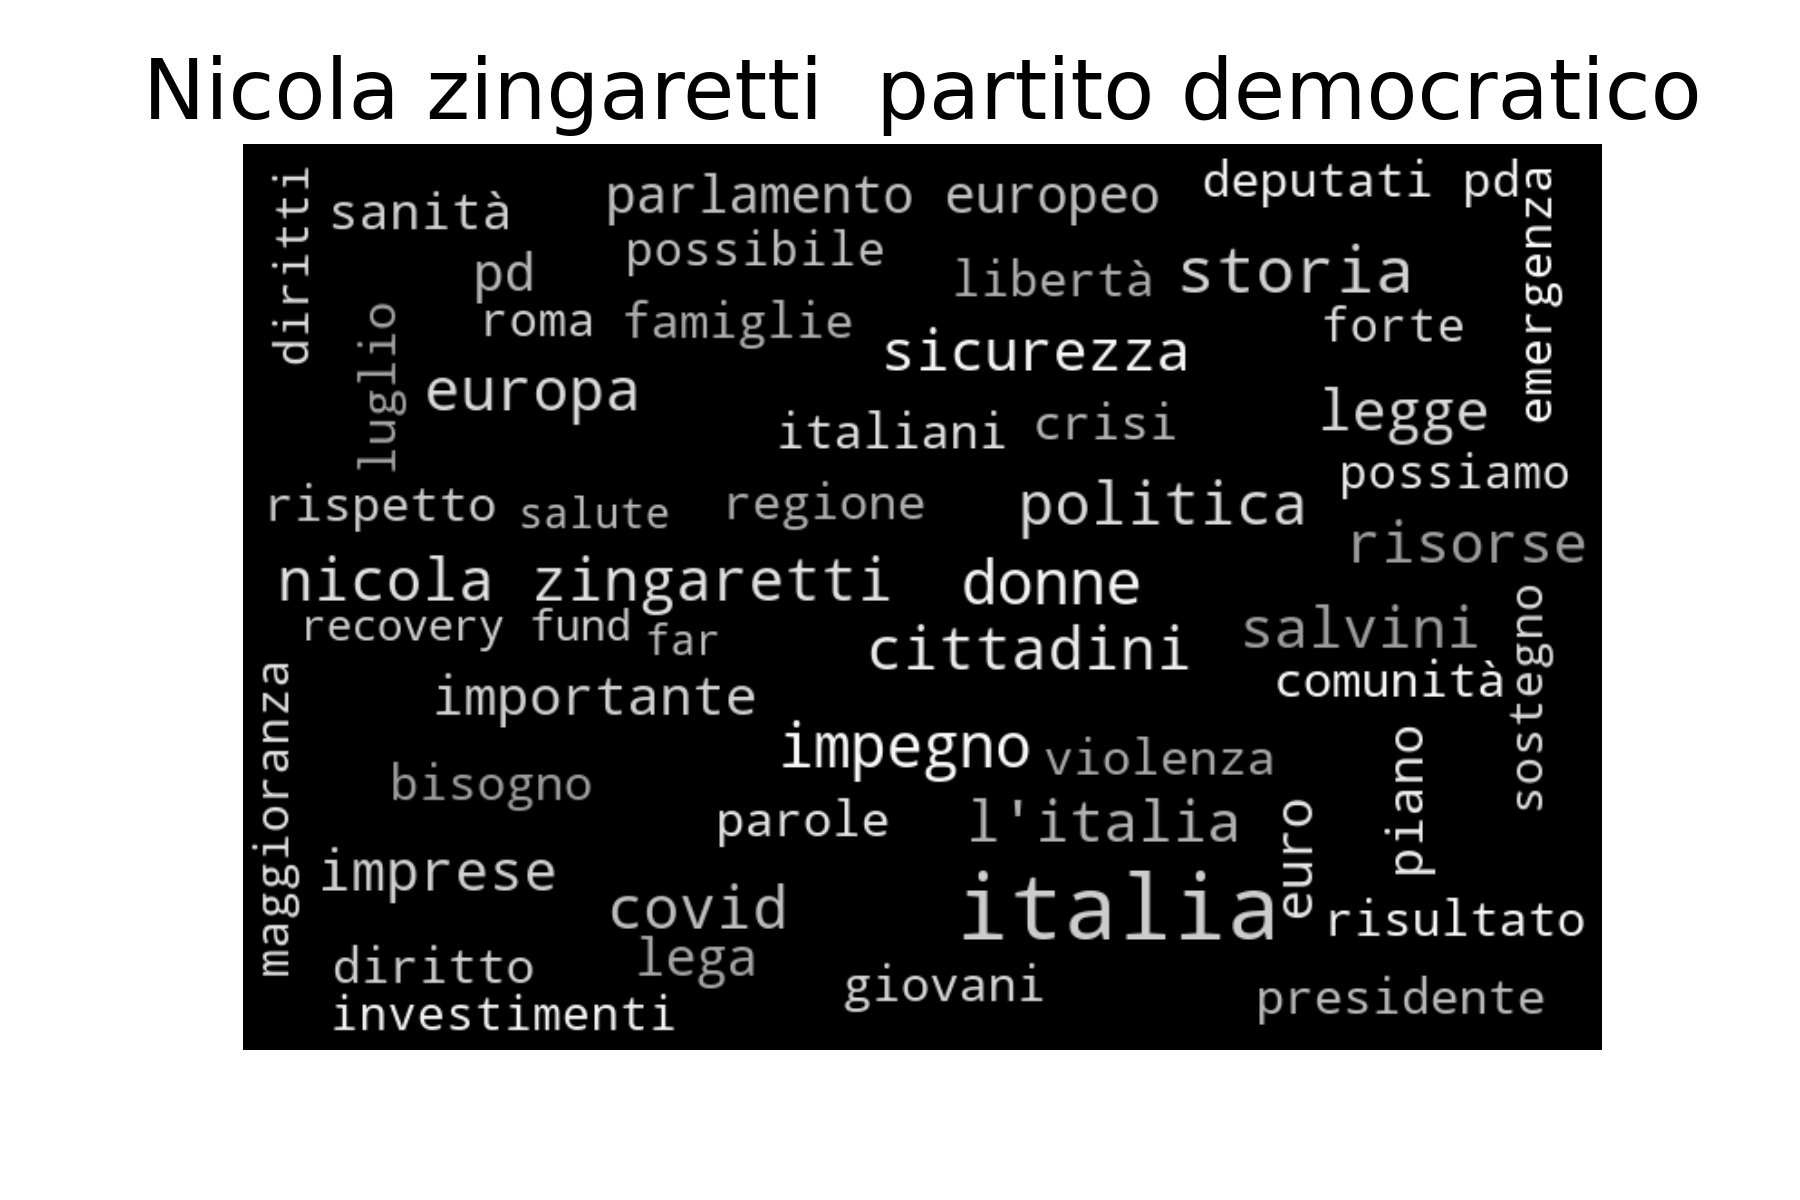 Nicola zingaretti  partito democratico
diritti
sanità
parlamento europeo
deputati pd
emergenza
possibile
pd
libertà
storia
luglio
roma
famiglie
sicurezza
forte
europa
italiani
crisi
legge
possiamo
rispetto
salute
regione
politica
risorse
nicola zingaretti
donne
recovery fund
far
cittadini
salvini
sostegno
comunità
maggioranza
importante
impegno
violenza
piano
bisogno
parole
l'italia
euro
imprese
covid
italia
risultato
diritto
lega
giovani
presidente
investimenti